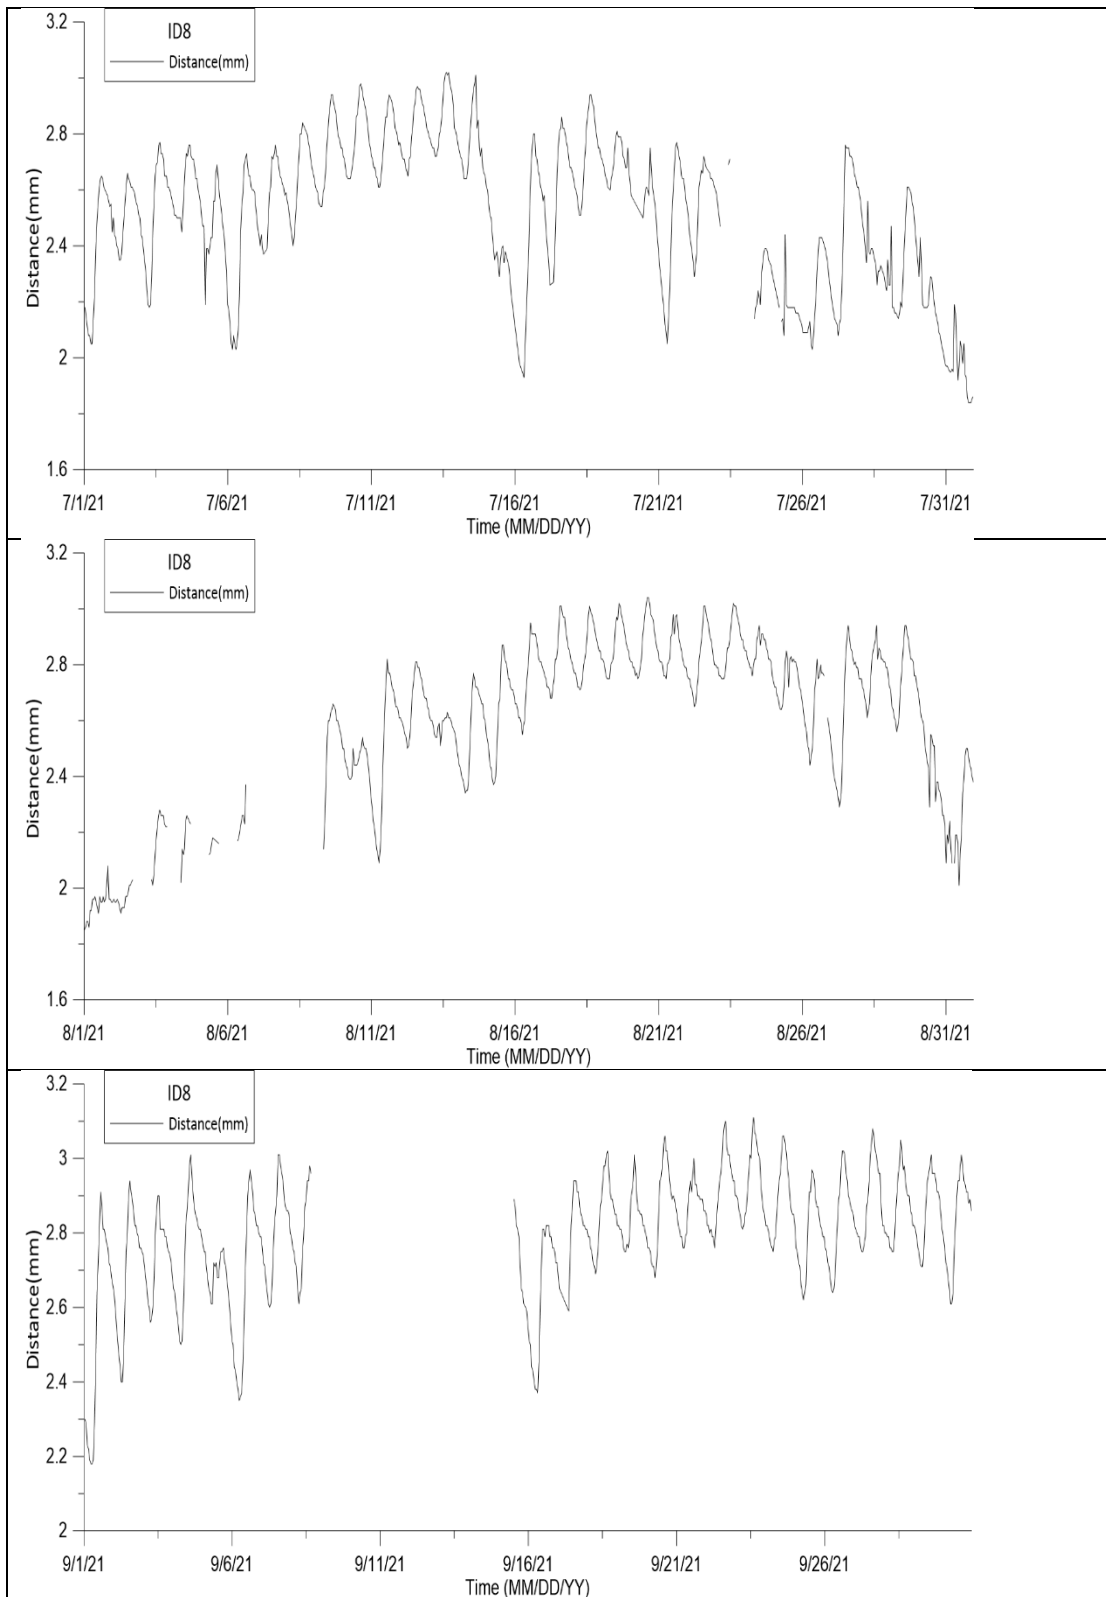 3.2
ID8
Distance(mm)
2.8
2.4
2
1.6
Distance(mm)
7/1/21 7/6/21 7/11/21 7/16/21 7/21/21 7/26/21 7/31/21
Time (MM/DD/YY)
3.2
ID8
Distance(mm)
2.8
2.4
2
1.6
Distance(mm)
8/1/21 8/6/21 8/11/21 8/16/21 8/21/21 8/26/21 8/31/21
Time (MM/DD/YY)
3.2
ID8
Distance(mm)
3
2.8
2.6
2.4
2.2
2
Distance(mm)
9/1/21 9/6/21 9/11/21 9/16/21 9/21/21 9/26/21
Time (MM/DD/YY)